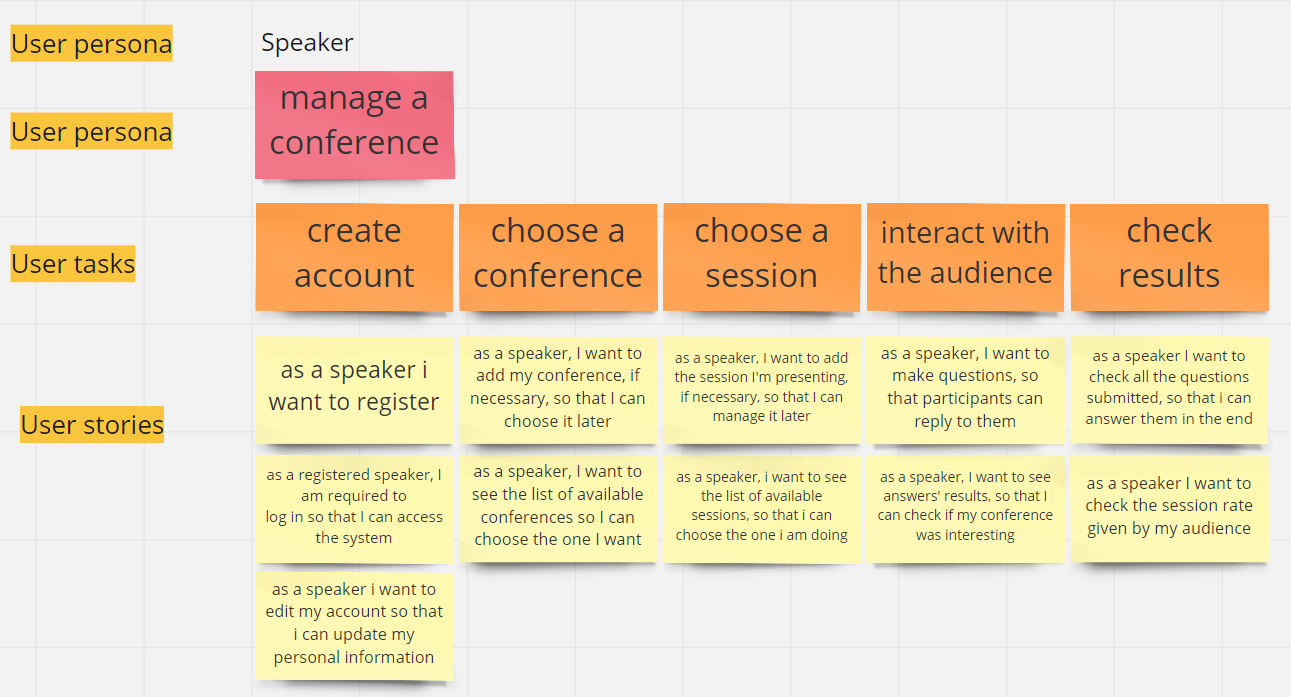 User persona
Speaker
User persona
manage a
conference
User tasks
create
account
choose a
conference
choose a
session
interact with
the audience
check
results
User stories
as a speaker i
want to register
as a speaker, I want to
add my conference, if
necessary, so that I can
choose it later
as a speaker, I want to add
the session I'm presenting,
if necessary, so that I can
manage it later
as a speaker, I want to
make questions, so
that participants can
reply to them
as a speaker I want to
check all the questions
submitted, so that i can
answer them in the end
as a registered speaker, I
am required to
log in so that I can access
the system
as a speaker, I want to
see the list of available
conferences so I can
choose the one I want
as a speaker, i want to see
the list of available
sessions, so that i can
choose the one i am doing
as a speaker, I want to see
answers' results, so that I
can check if my conference
was interesting
as a speaker I want to
check the session rate
given by my audience
as a speaker i want to
edit my account so that
i can update my
personal information